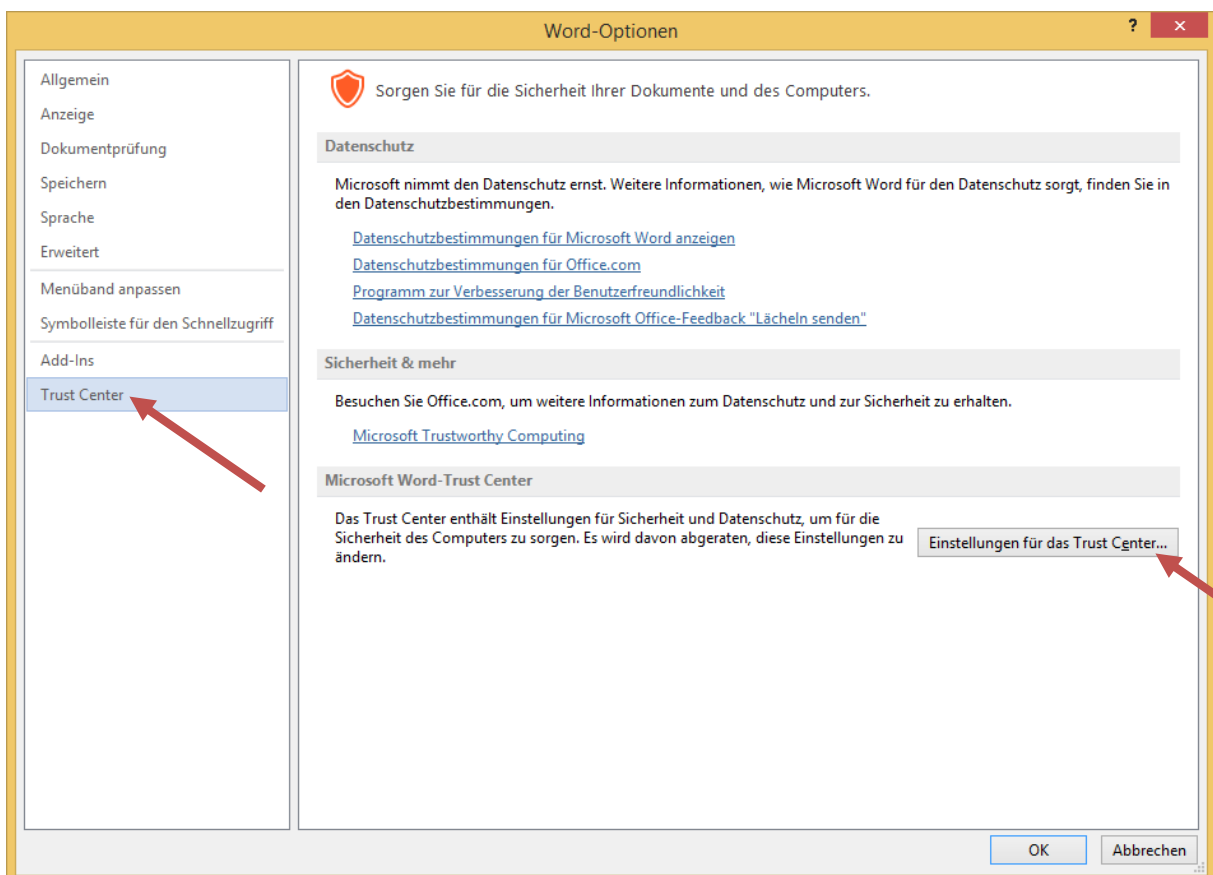 Word-Optionen
? ×
Allgemein
Anzeige
Dokumentprüfung
Speichern
Sprache
Erweitert
Menüband anpassen
Symbolleiste für den Schnellzugriff
Add-Ins
Trust Center
Sorgen Sie für die Sicherheit Ihrer Dokumente und des Computers.
Datenschutz
Microsoft nimmt den Datenschutz ernst. Weitere Informationen, wie Microsoft Word für den Datenschutz sorgt, finden Sie in
den Datenschutzbestimmungen.
Datenschutzbestimmungen für Microsoft Word anzeigen
Datenschutzbestimmungen für Office.com
Programm zur Verbesserung der Benutzerfreundlichkeit
Datenschutzbestimmungen für Microsoft Office-Feedback "Lächeln senden"
Sicherheit & mehr
Besuchen Sie Office.com, um weitere Informationen zum Datenschutz und zur Sicherheit zu erhalten.
Microsoft Trustworthy Computing
Microsoft Word-Trust Center
Das Trust Center enthält Einstellungen für Sicherheit und Datenschutz, um für die
Sicherheit des Computers zu sorgen. Es wird davon abgeraten, diese Einstellungen zu
ändern.
Einstellungen für das Trust Center...
OK
Abbrechen